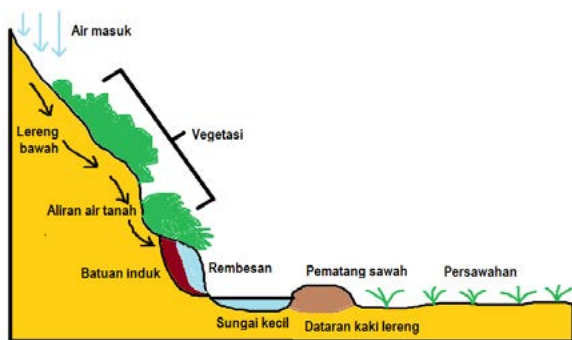 Air masuk
Vegetasi
Lereng
bawah
Aliran air tanah
Batuan induk
Rembesan
Pematang sawah
Persawahan
Sungai kecil
Dataran kaki lereng